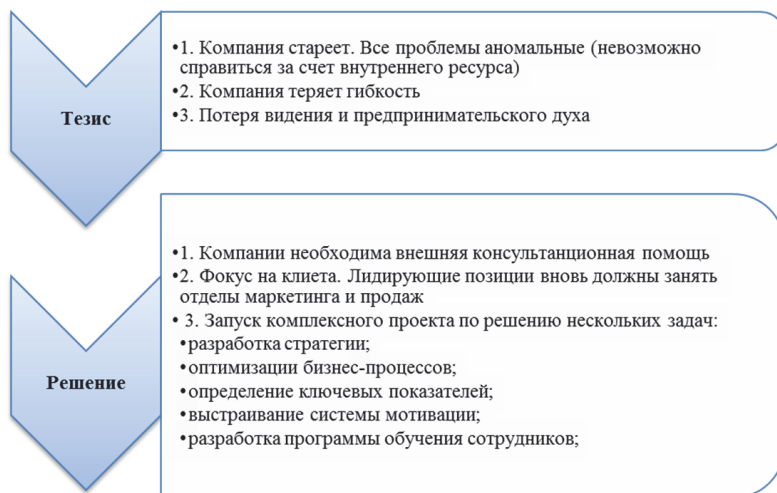 Тезис
•1. Компания стареет. Все проблемы аномальные (невозможно
справиться за счет внутреннего ресурса)
•2. Компания теряет гибкость
•3. Потеря видения и предпринимательского духа
Решение
•1. Компании необходима внешняя консультанционная помощь
•2. Фокус на клиета. Лидирующие позиции вновь должны занять
отделы маркетинга и продаж
• 3. Запуск комплексного проекта по решению нескольких задач:
•разработка стратегии;
•оптимизации бизнес-процессов;
•определение ключевых показателей;
•выстраивание системы мотивации;
•разработка программы обучения сотрудников;